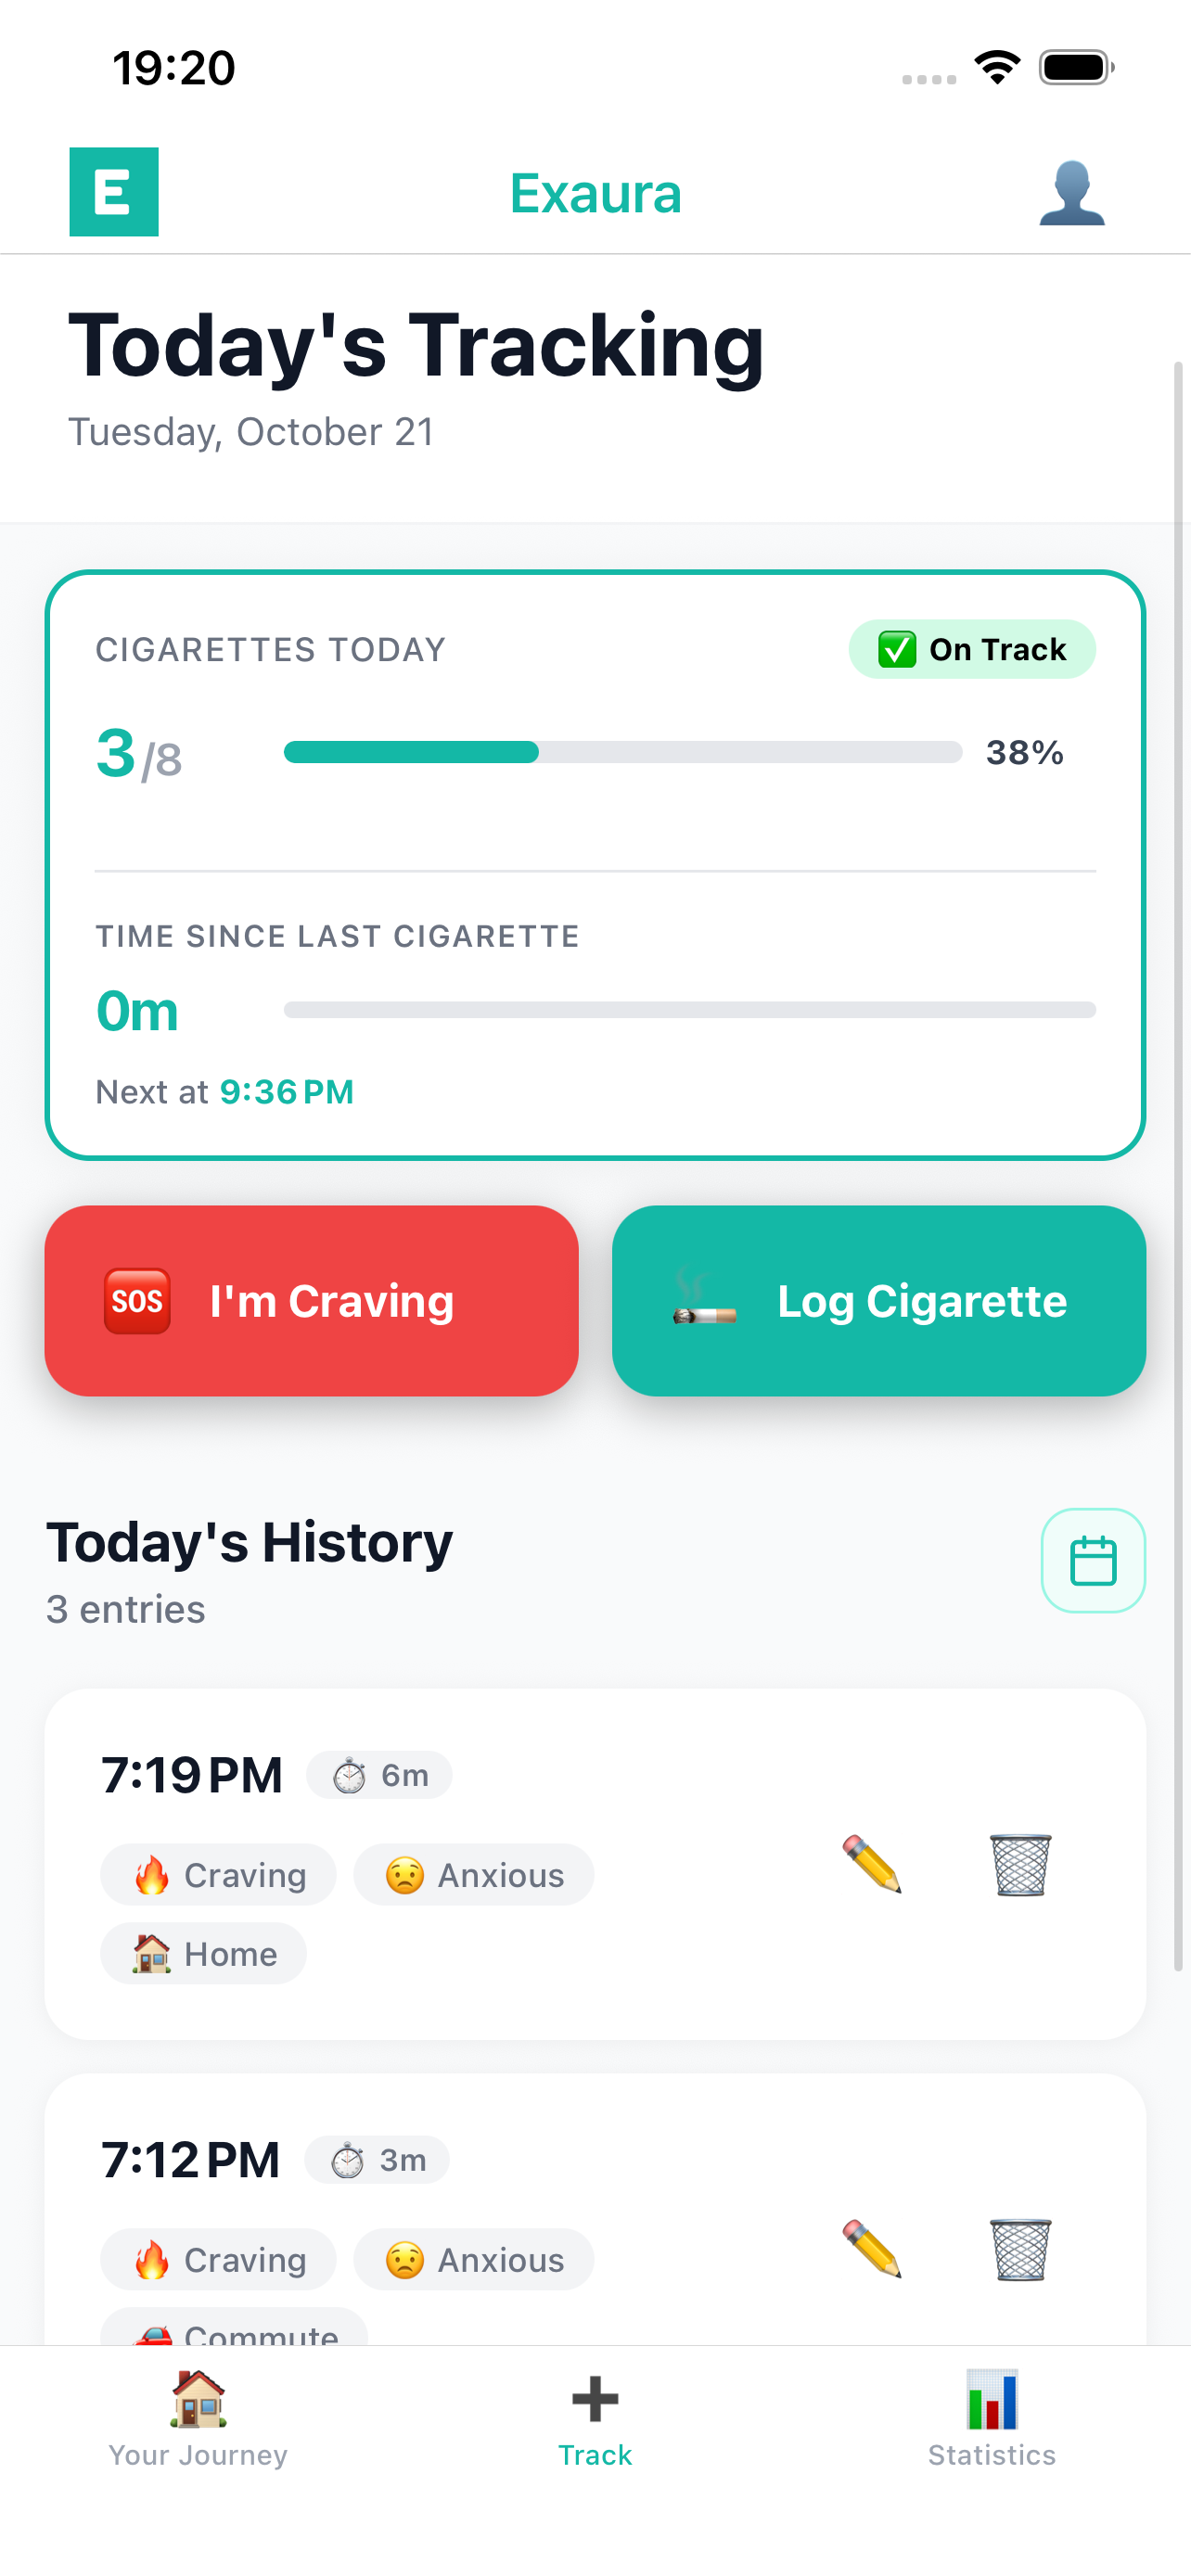 19:20
E
Exaura
Today's Tracking
Tuesday, October 21
CIGARETTES TODAY
✅ On Track
3/8
38%
TIME SINCE LAST CIGARETTE
0m
Next at 9:36 PM
SOS I'm Craving
Log Cigarette
Today's History
3 entries
7:19 PM
6m
Craving
Anxious
Home
7:12 PM
3m
Craving
Anxious
Commute
Your Journey
Track
Statistics